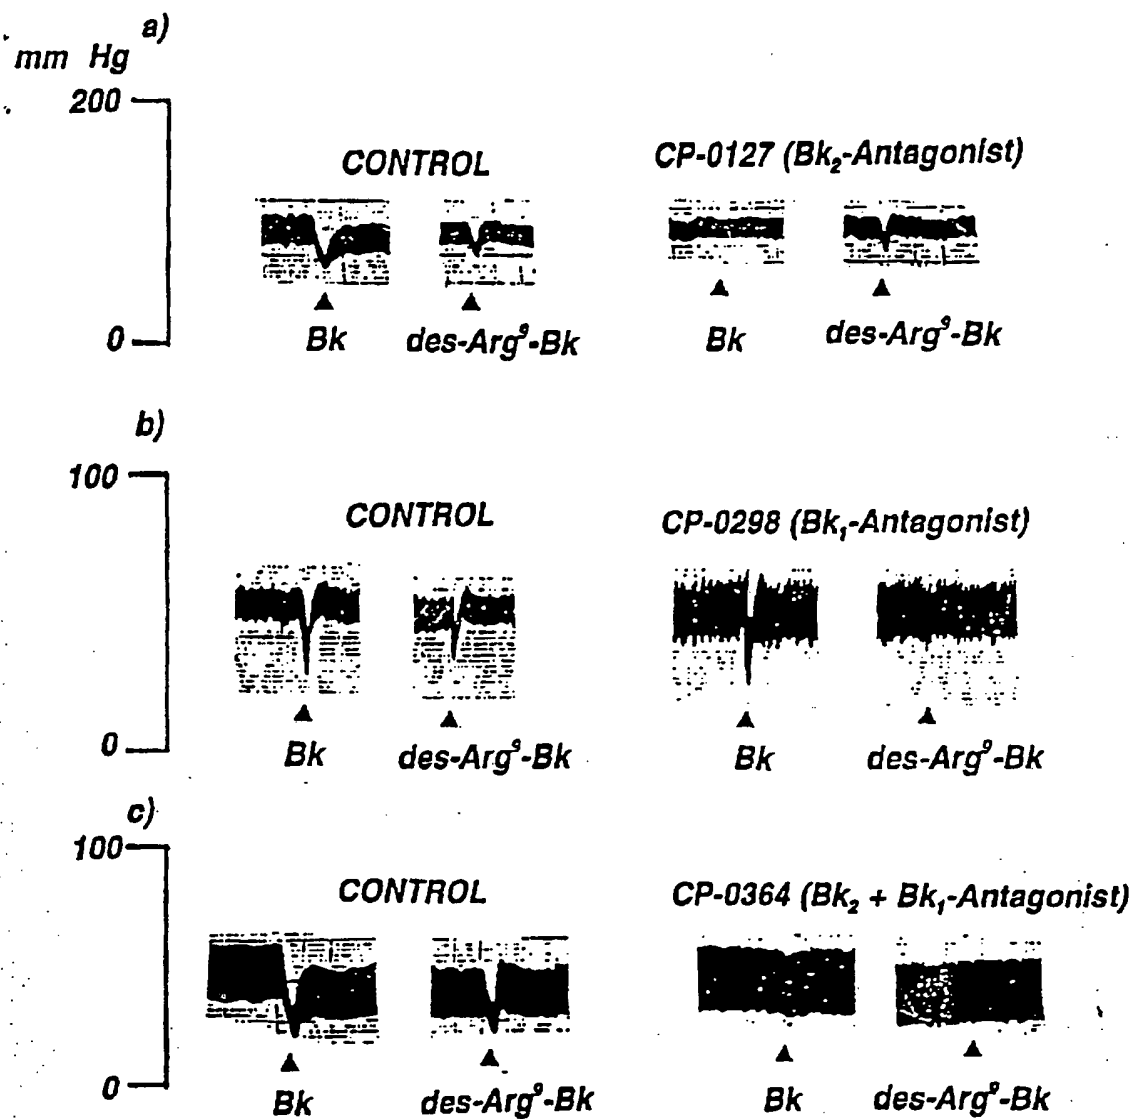 a)
mm Hg
200
CONTROL CP-0127 (Bk₂-Antagonist)
0
Bk des-Arg⁹-Bk Bk des-Arg⁹-Bk
b)
100
CONTROL CP-0298 (Bk₁-Antagonist)
0
Bk des-Arg⁹-Bk Bk des-Arg⁹-Bk
c)
100
CONTROL CP-0364 (Bk₂ + Bk₁-Antagonist)
0
Bk des-Arg⁹-Bk Bk des-Arg⁹-Bk